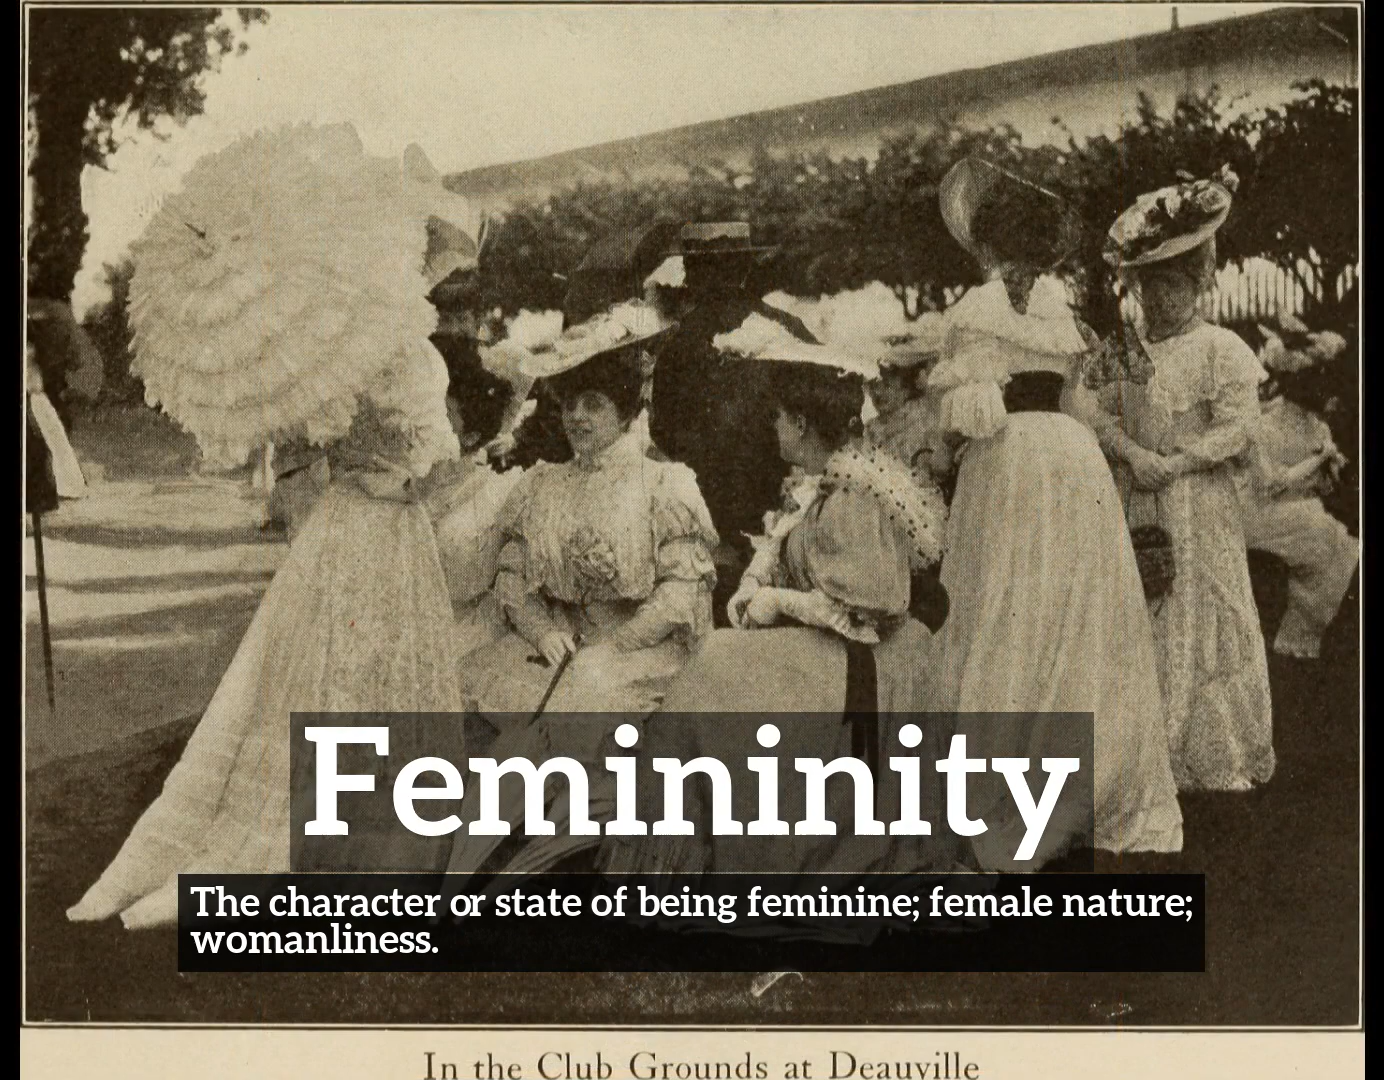 Femininity
The character or state of being feminine; female nature;
womanliness.
In the Club Grounds at Deauville